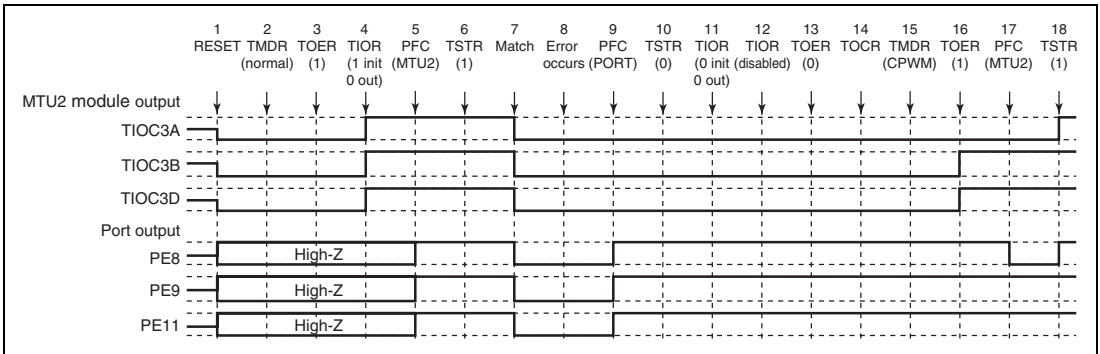 1 2 3 4 5 6 7 8 9 10 11 12 13 14 15 16 17 18
RESET TMDR TOER TIOR PFC TSTR Match Error PFC TSTR TIOR TIOR TOER TOCR TMDR TOER PFC TSTR
(normal) (1) (1 init (MTU2) (1) occurs (PORT) (0) (0 init (disabled) (0) (CPWM) (1) (MTU2) (1)
0 out) 0 out)
MTU2 module output
TIOC3A
TIOC3B
TIOC3D
Port output
PE8 High-Z
PE9 High-Z
PE11 High-Z